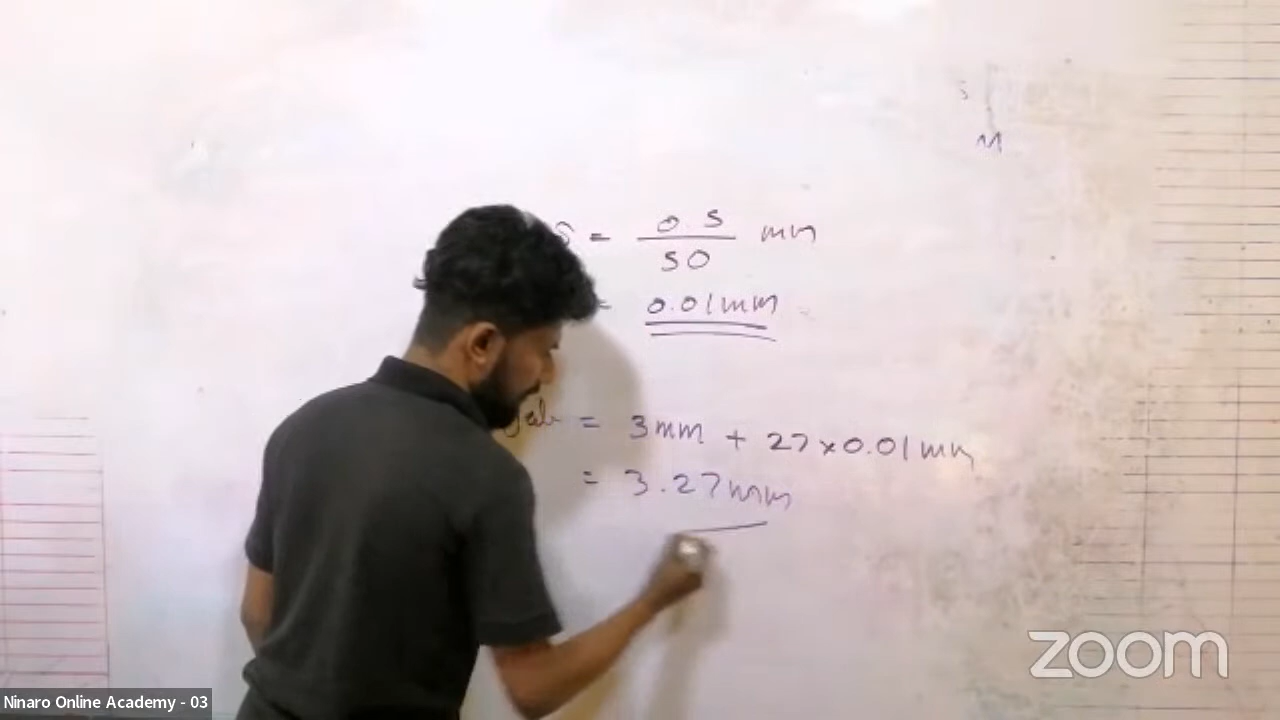 S
M
= 0.5 / 50 mm
= 0.01mm
= 3mm + 27×0.01mm
= 3.27mm
zoom
Ninaro Online Academy - 03